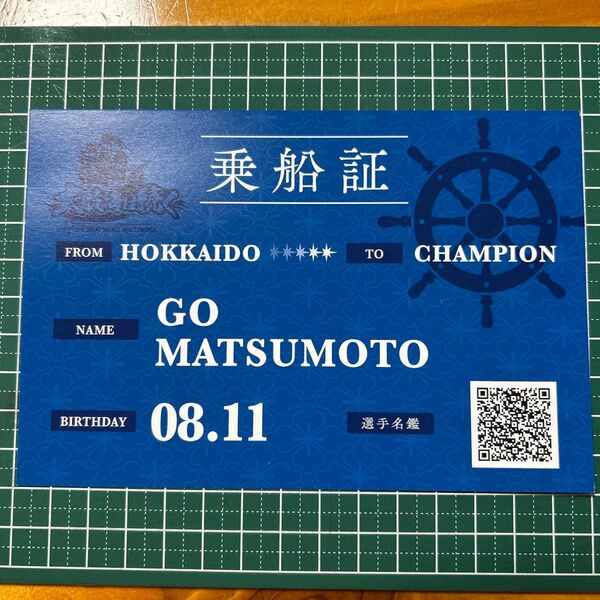 乗船証
FROM HOKKAIDO TO CHAMPION
NAME GO
MATSUMOTO
BIRTHDAY 08.11 選手名鑑